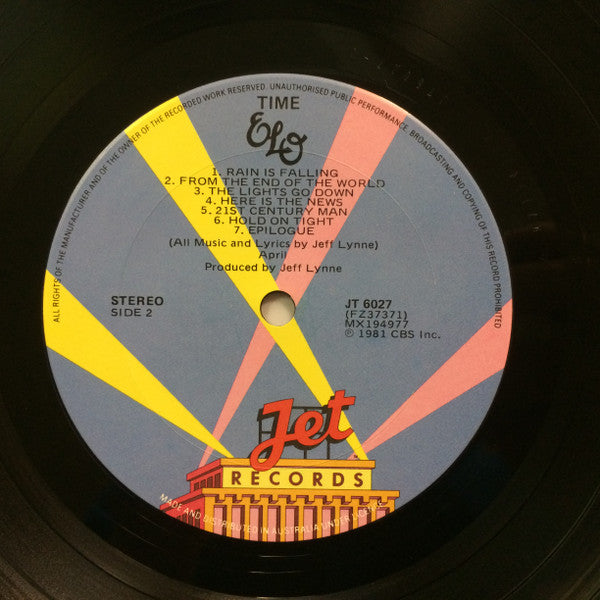 ALL RIGHTS OF THE MANUFACTURER AND OF THE OWNER OF THE RECORDED WORK RESERVED. UNAUTHORISED PUBLIC PERFORMANCE, BROADCASTING AND COPYING OF THIS RECORD PROHIBITED
TIME
ELO
1. RAIN IS FALLING
2. FROM THE END OF THE WORLD
3. THE LIGHTS GO DOWN
4. HERE IS THE NEWS
5. 21ST CENTURY MAN
6. HOLD ON TIGHT
7. EPILOGUE
(All Music and Lyrics by Jeff Lynne)
April
Produced by Jeff Lynne
STEREO
SIDE 2
JT 6027
(FZ37371)
MX194977
℗ 1981 CBS Inc.
Jet
RECORDS
MADE AND DISTRIBUTED IN AUSTRALIA UNDER LICENCE